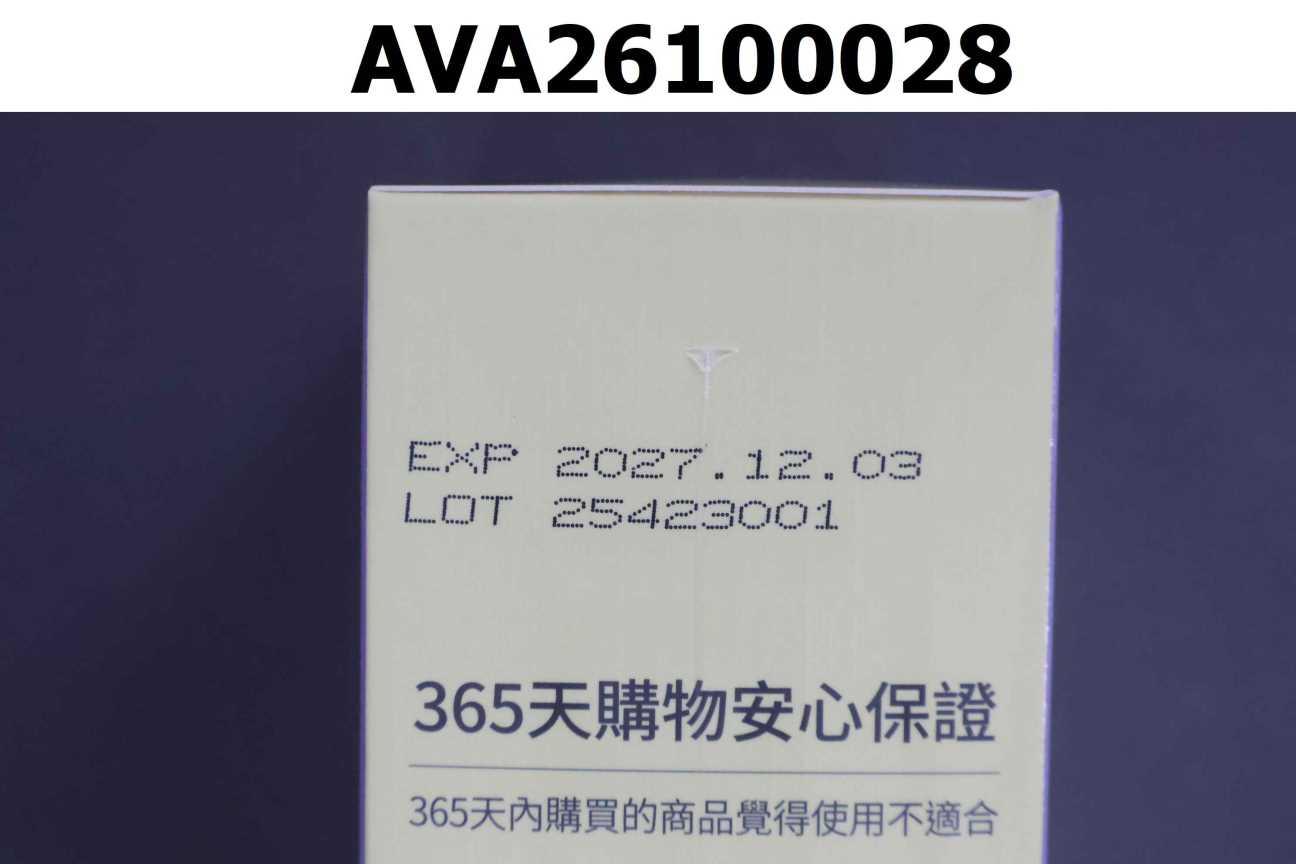 AVA26100028
EXP 2027.12.03
LOT 25423001
365天購物安心保證
365天內購買的商品覺得使用不適合